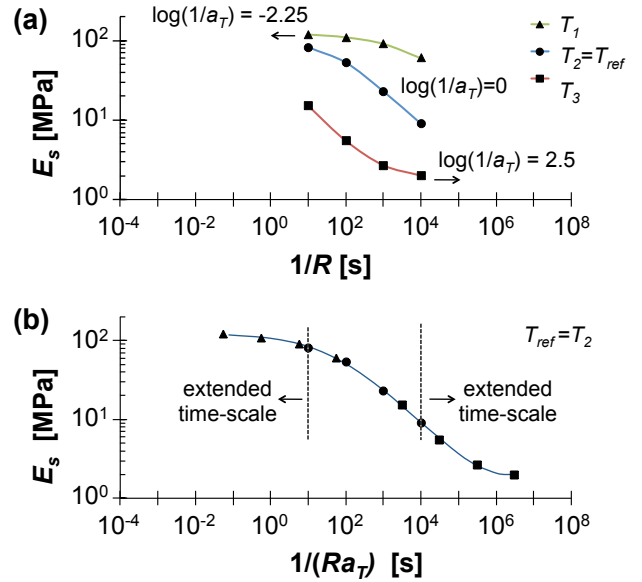 (a)
log(1/a_T) = -2.25
T_1
T_2=T_ref
T_3
log(1/a_T)=0
log(1/a_T) = 2.5
E_s [MPa]
10^2
10^1
10^0
10^-4 10^-2 10^0 10^2 10^4 10^6 10^8
1/R [s]
(b)
T_ref=T_2
extended
time-scale
extended
time-scale
E_s [MPa]
10^2
10^1
10^0
10^-4 10^-2 10^0 10^2 10^4 10^6 10^8
1/(Ra_T) [s]